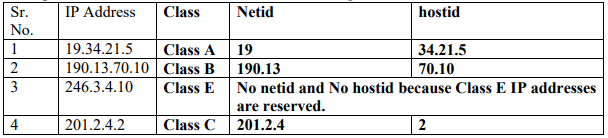 Sr. No. IP Address Class Netid hostid
1 19.34.21.5 Class A 19 34.21.5
2 190.13.70.10 Class B 190.13 70.10
3 246.3.4.10 Class E No netid and No hostid because Class E IP addresses are reserved.
4 201.2.4.2 Class C 201.2.4 2